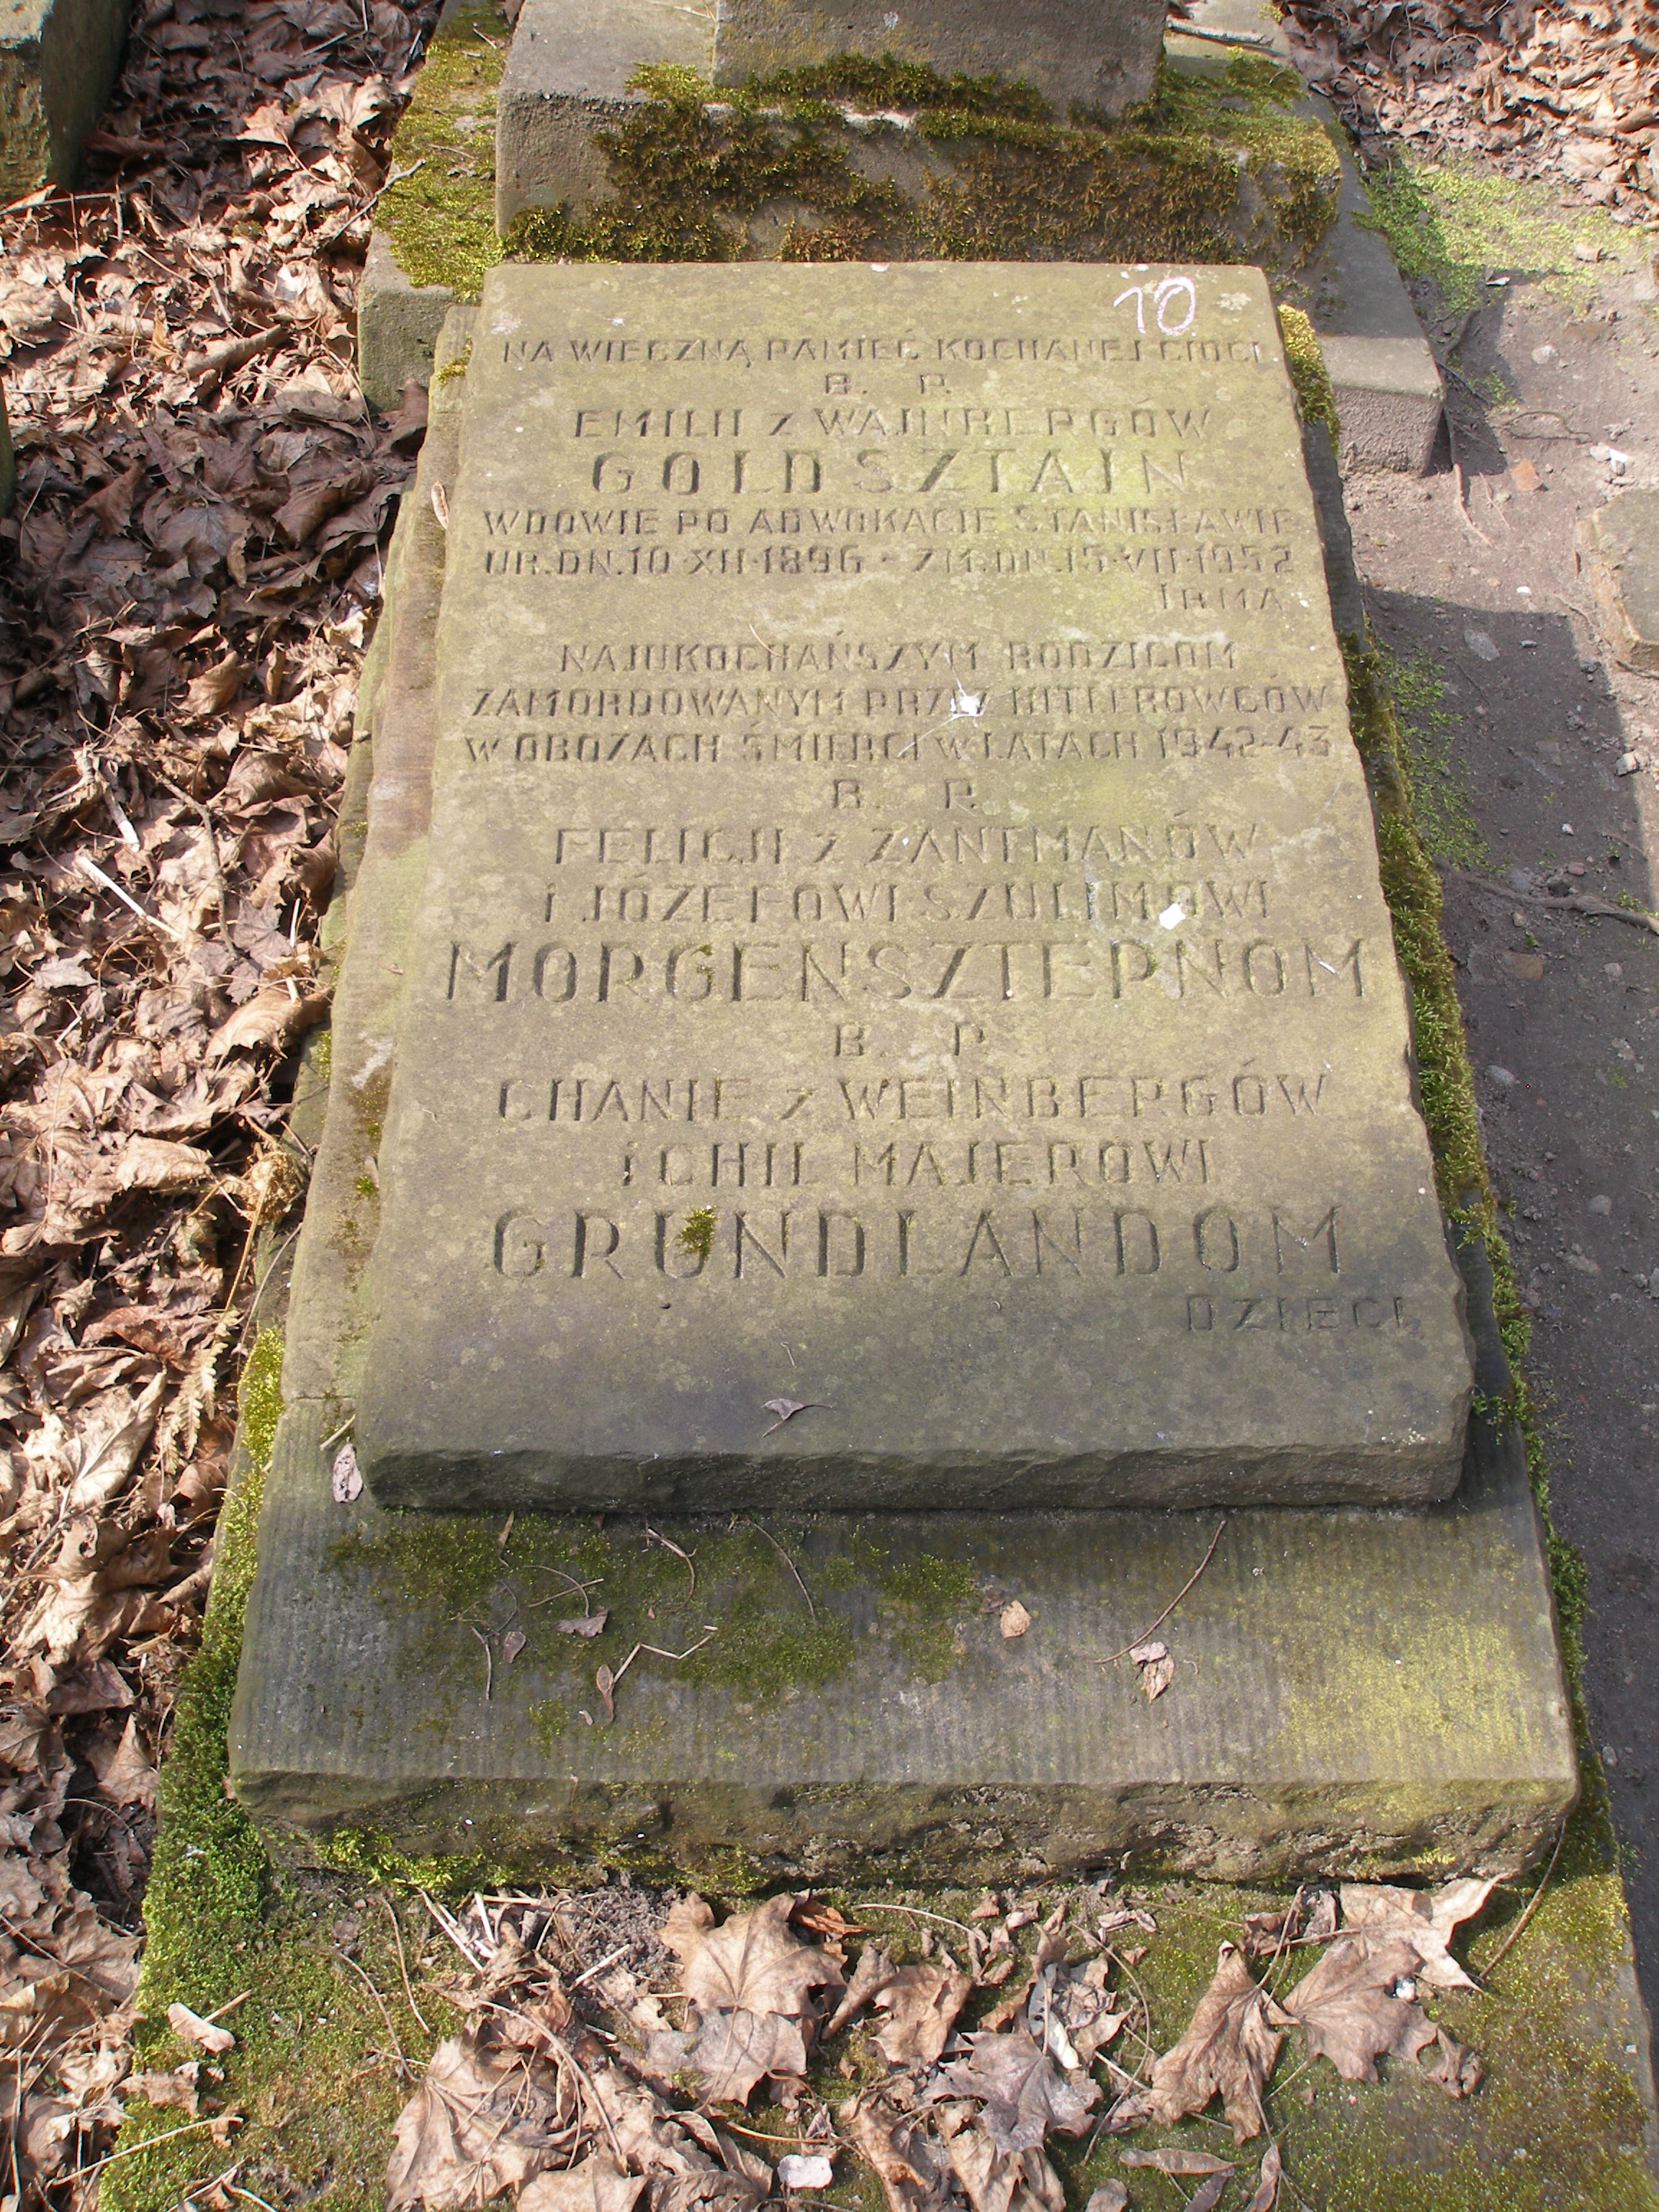 10
NA WIECZNĄ PAMIĘĆ KOCHANEJ CIOCI
B. P.
EMILII z WAJNBERGÓW
GOLDSZTAJN
WDOWIE PO ADWOKACIE STANISŁAWIE
UR. DN. 10·XII·1896 - ZM. DN. 15·VII·1952
IRMA
NAJUKOCHAŃSZYM RODZICOM
ZAMORDOWANYM PRZEZ HITLEROWCÓW
W OBOZACH ŚMIERCI W LATACH 1942-43
B. P.
FELICJI z ZANTMANÓW
i JÓZEFOWI SZULIMOWI
MORGENSZTERNOM
B. P.
CHANIE z WEINBERGÓW
i CHIL MAJEROWI
GRUNDLANDOM
DZIECI